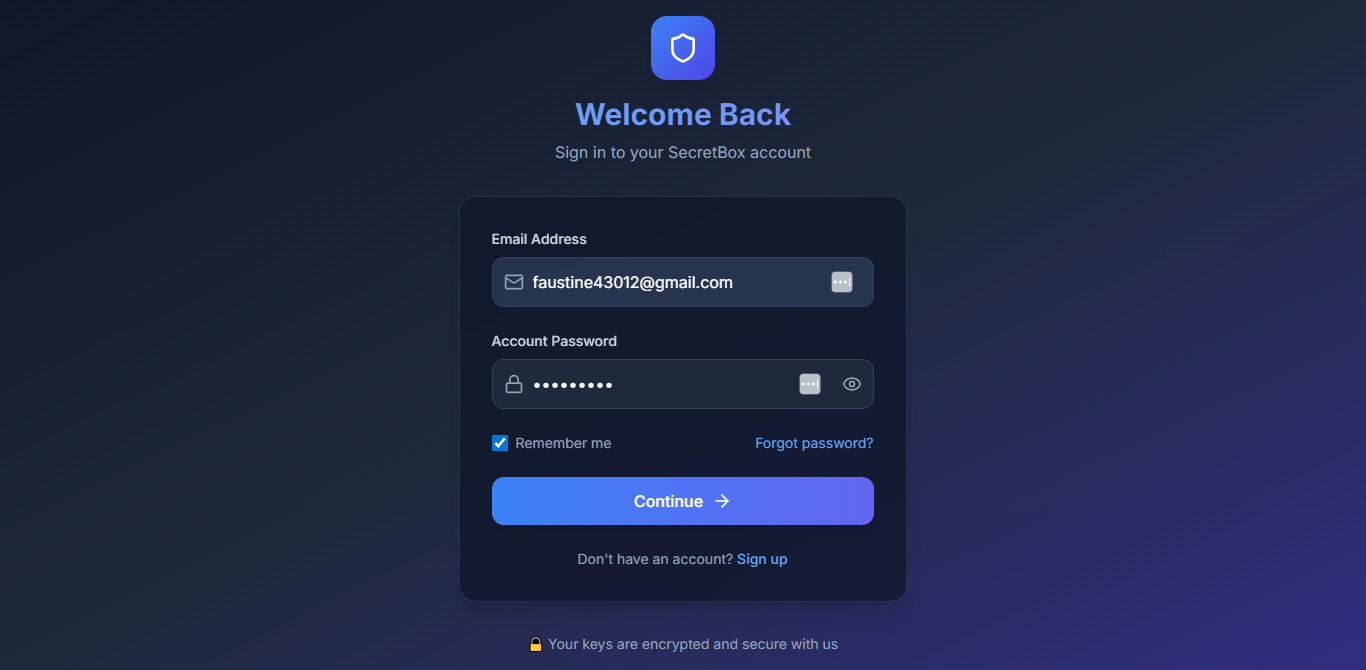 Welcome Back
Sign in to your SecretBox account
Email Address
faustine43012@gmail.com
Account Password
•••••••••
Remember me
Forgot password?
Continue →
Don't have an account? Sign up
🔒 Your keys are encrypted and secure with us